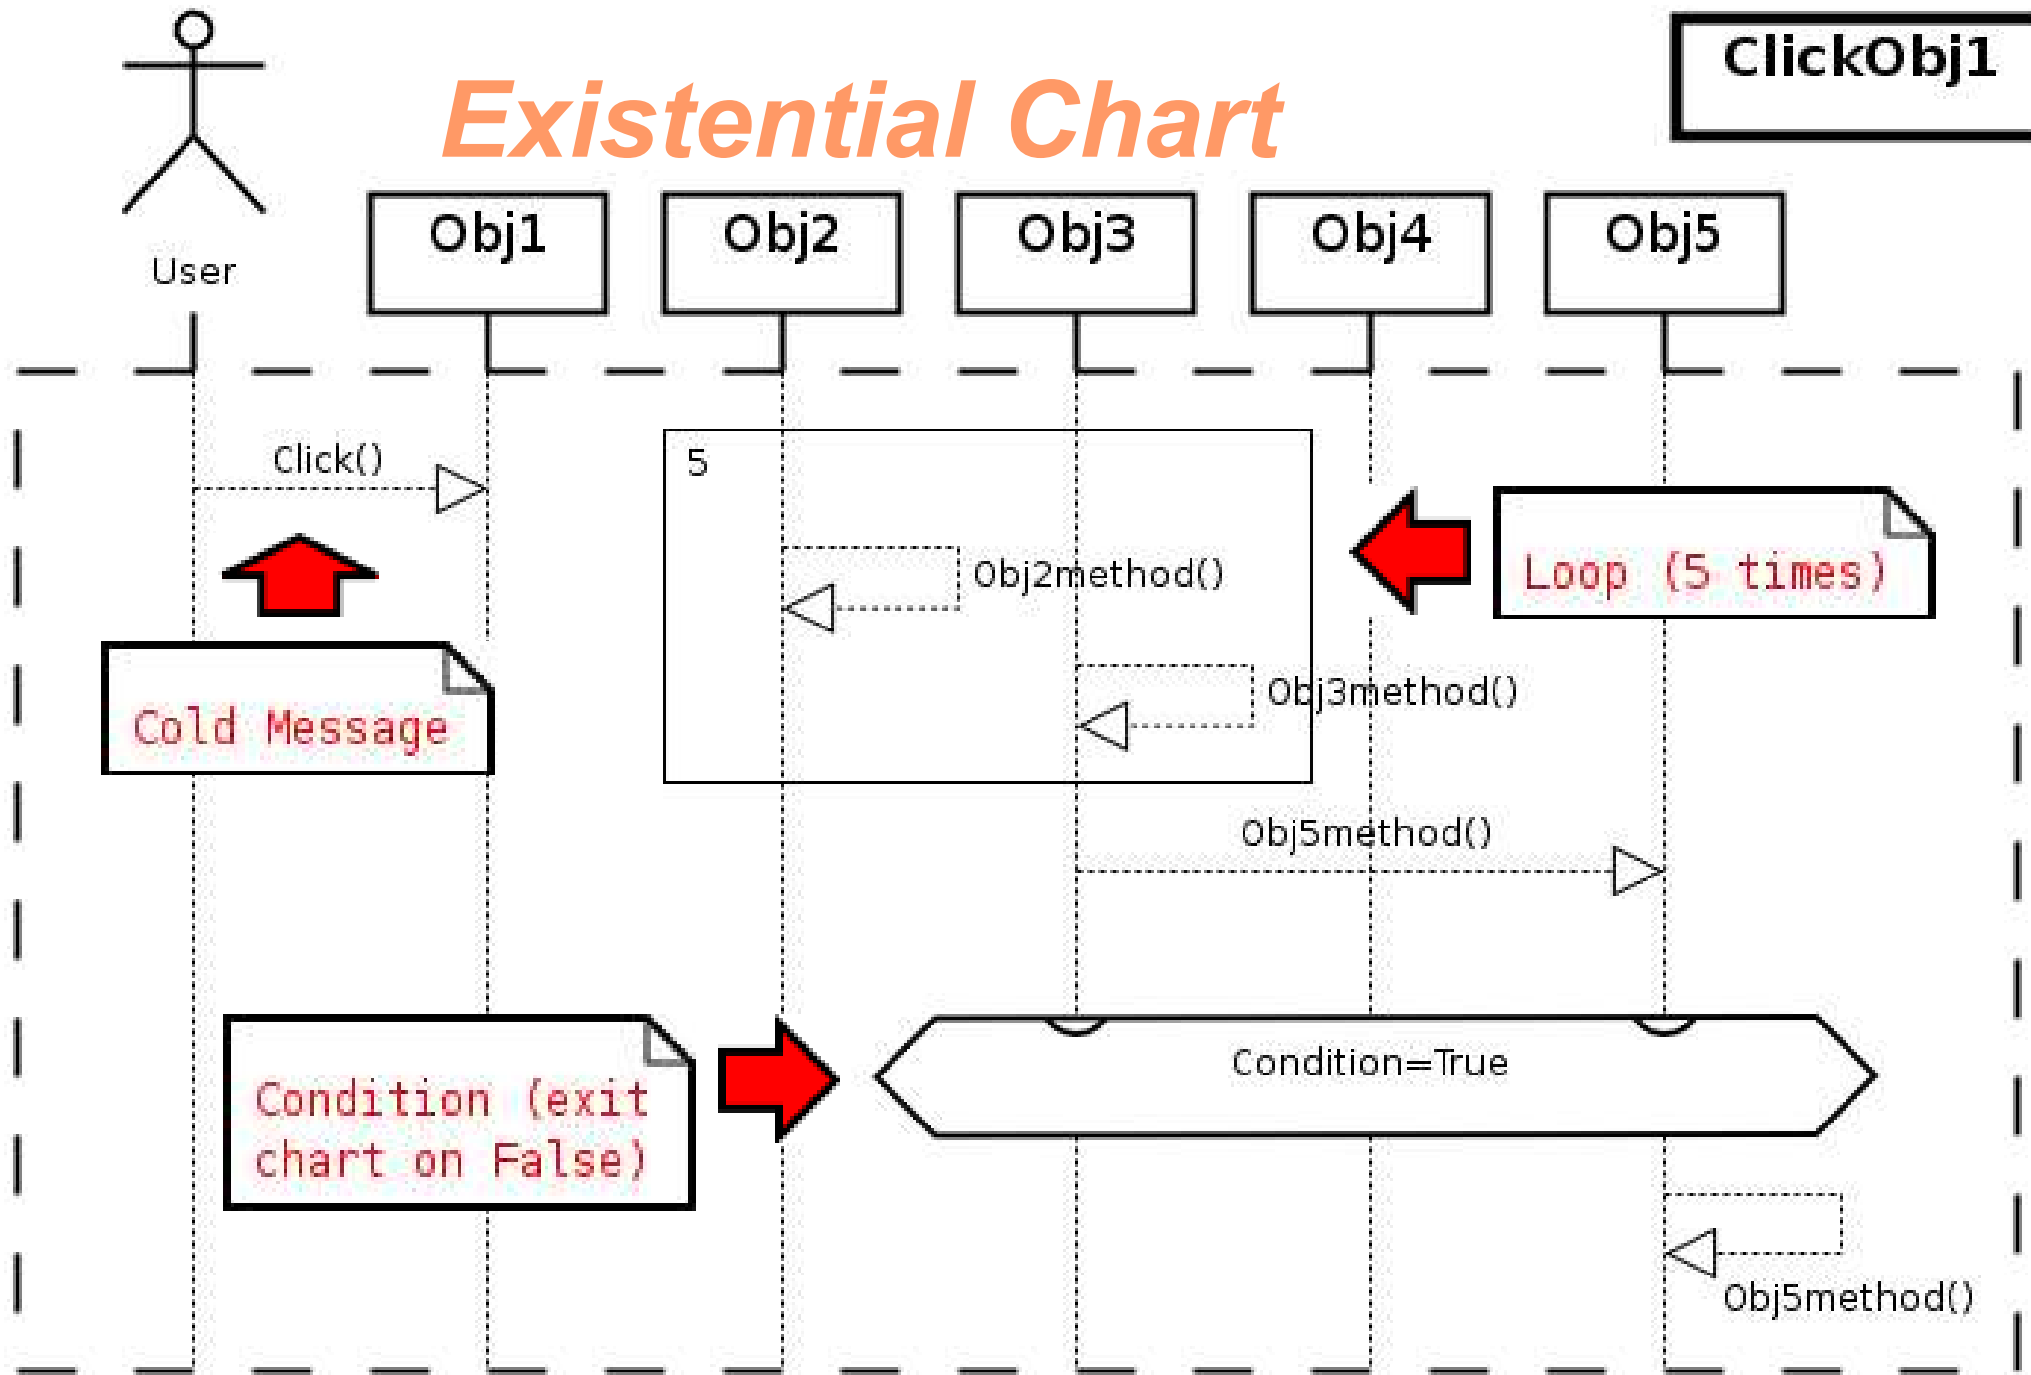 ClickObj1
Existential Chart
User
Obj1
Obj2
Obj3
Obj4
Obj5
Click()
5
Obj2method()
Loop (5 times)
Obj3method()
Cold Message
Obj5method()
Condition=True
Condition (exit
chart on False)
Obj5method()